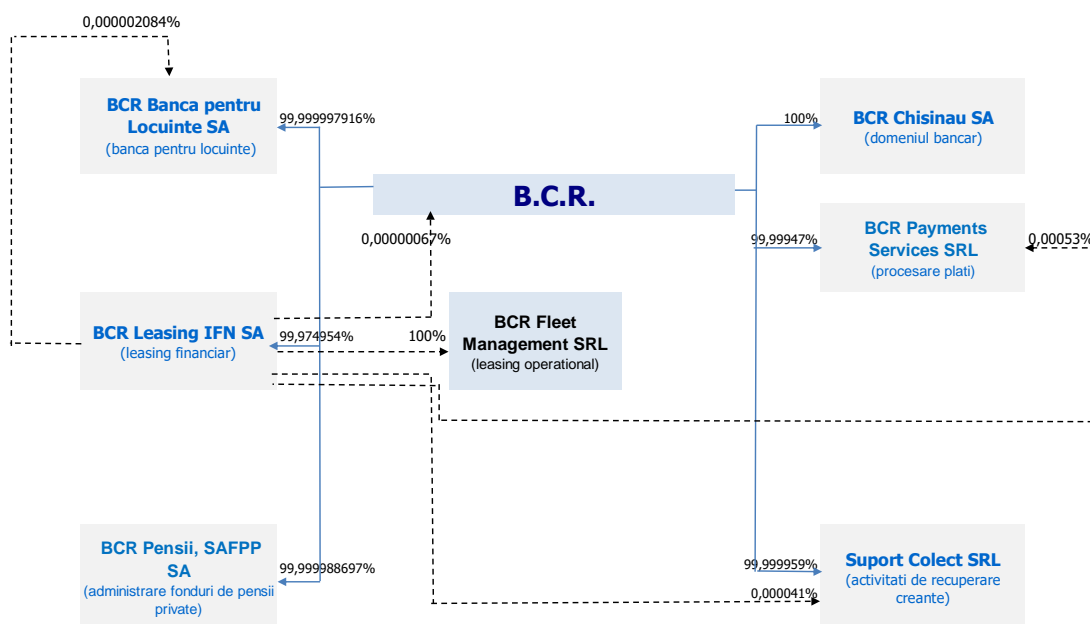 0,000002084%
BCR Banca pentru
Locuinte SA
(banca pentru locuinte)
99,999997916%
B.C.R.
100%
BCR Chisinau SA
(domeniul bancar)
0,00000067%
99,99947%
BCR Payments
Services SRL
(procesare plati)
0,00053%
BCR Leasing IFN SA
(leasing financiar)
99,974954%
100%
BCR Fleet
Management SRL
(leasing operational)
BCR Pensii, SAFPP
SA
(administrare fonduri de pensii
private)
99,999988697%
99,999959%
0,000041%
Suport Colect SRL
(activitati de recuperare
creante)